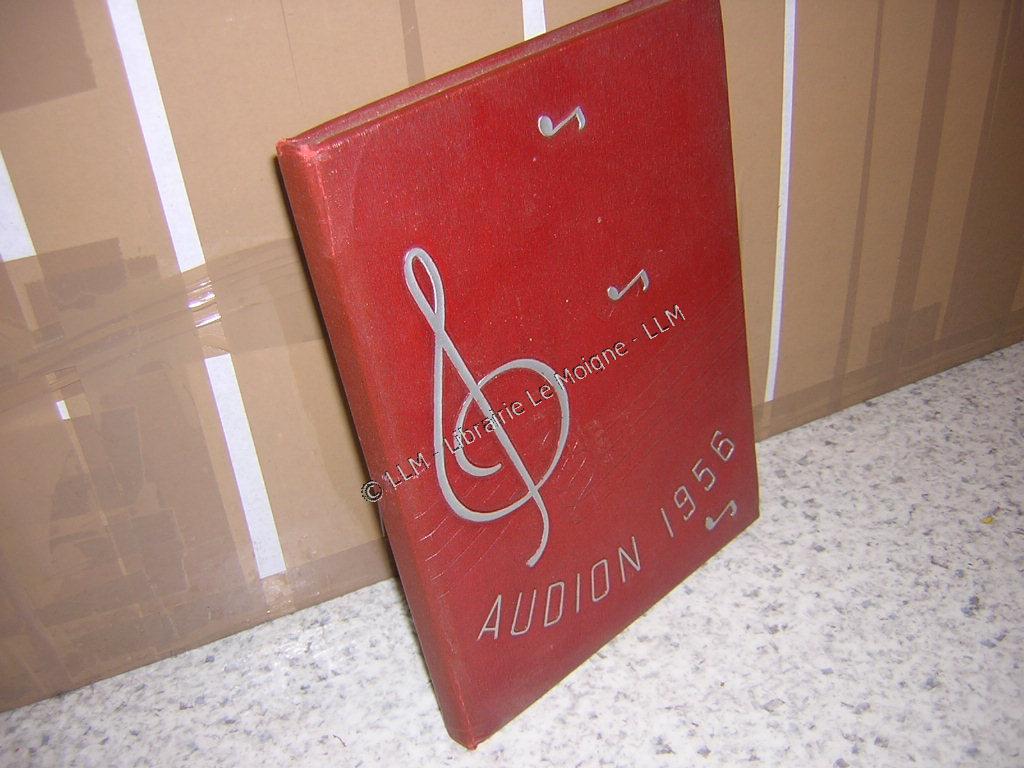 © 'LLM - Librairie Le Moigne - LLM
AUDION 1956